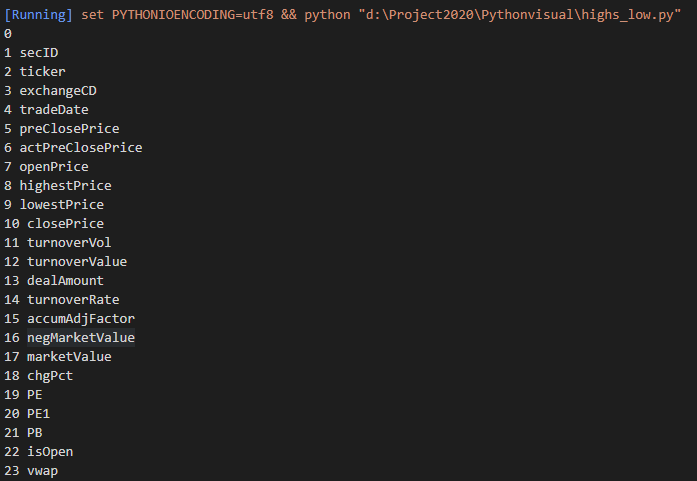 [Running] set PYTHONIOENCODING=utf8 && python "d:\Project2020\Pythonvisual\highs_low.py"
0
1 secID
2 ticker
3 exchangeCD
4 tradeDate
5 preClosePrice
6 actPreClosePrice
7 openPrice
8 highestPrice
9 lowestPrice
10 closePrice
11 turnoverVol
12 turnoverValue
13 dealAmount
14 turnoverRate
15 accumAdjFactor
16 negMarketValue
17 marketValue
18 chgPct
19 PE
20 PE1
21 PB
22 isOpen
23 vwap